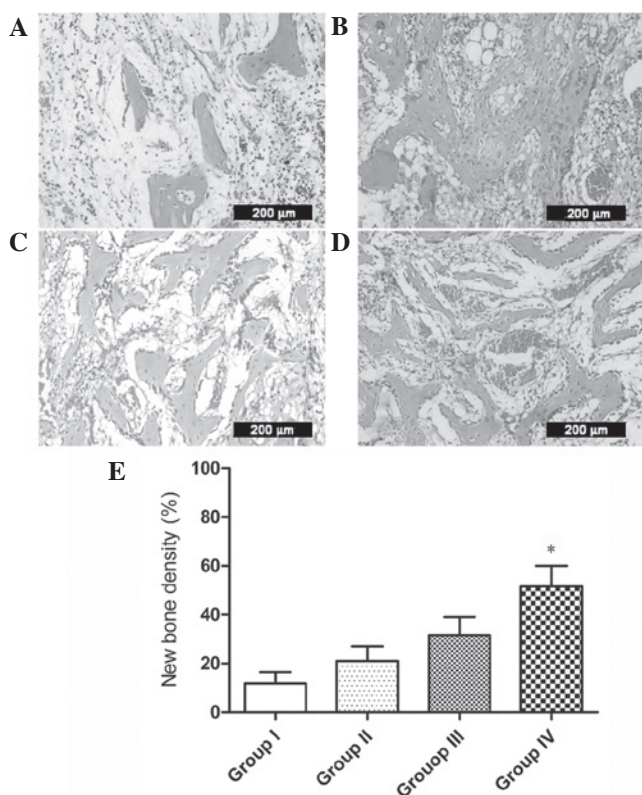 A
B
200 µm
200 µm
C
D
200 µm
200 µm
E
100
80
60
40
20
0
New bone density (%)
*
Group I
Group II
Grouop III
Group IV